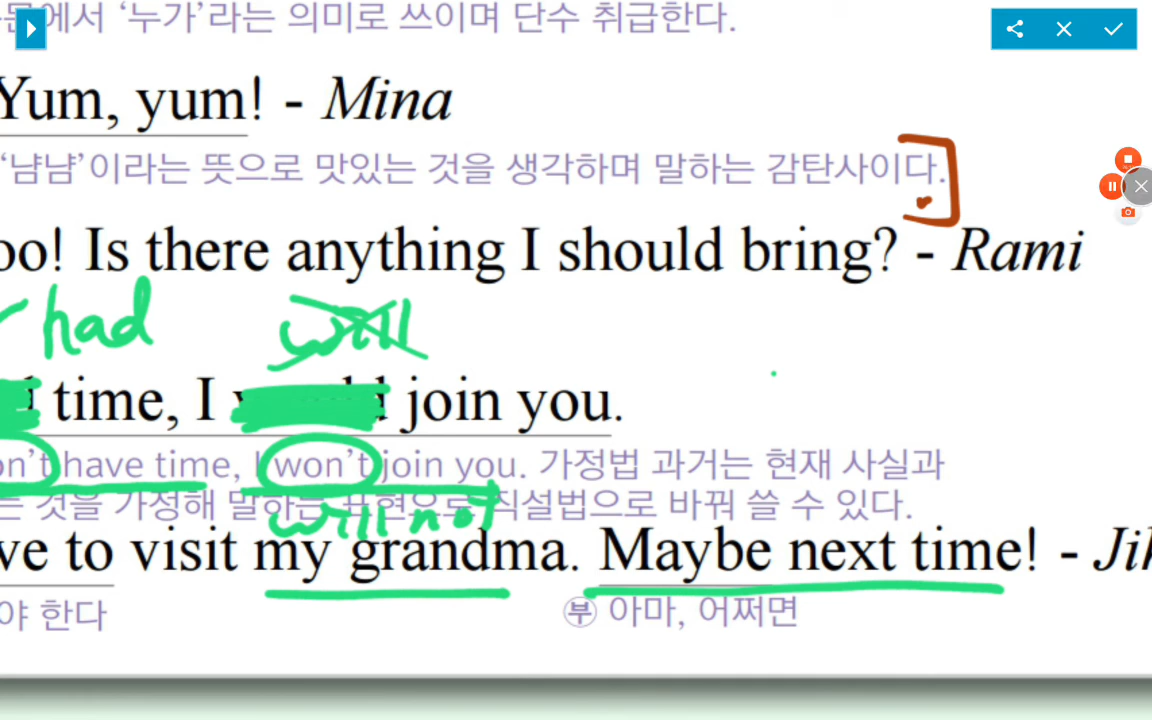 에서 ‘누가’라는 의미로 쓰이며 단수 취급한다.
Yum, yum! - Mina
‘냠냠’이라는 뜻으로 맛있는 것을 생각하며 말하는 감탄사이다.
oo! Is there anything I should bring? - Rami
had will
time, I join you.
on’t have time, I won’t join you. 가정법 과거는 현재 사실과
는 것을 가정해 말하는 표현으로 직설법으로 바꿔 쓸 수 있다.
will not
ve to visit my grandma. Maybe next time! - Jik
야 한다 부 아마, 어쩌면